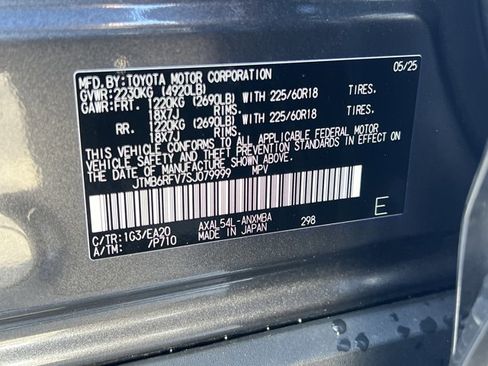 MFD. BY: TOYOTA MOTOR CORPORATION 05/25
GVWR: 2230KG (4920LB)
GAWR: FRT. 1220KG (2690LB) WITH 225/60R18 TIRES.
18X7J RIMS.
RR. 1220KG (2690LB) WITH 225/60R18 TIRES.
18X7J RIMS.
THIS VEHICLE CONFORMS TO ALL APPLICABLE FEDERAL MOTOR
VEHICLE SAFETY AND THEFT PREVENTION STANDARDS IN EFFECT ON
THE DATE OF MANUFACTURE SHOWN ABOVE.
JTMB6RFV7SJ079999 MPV
C/TR: 1G3/EA20 AXAL54L-ANXMBA E
A/TM: /P710 MADE IN JAPAN 298